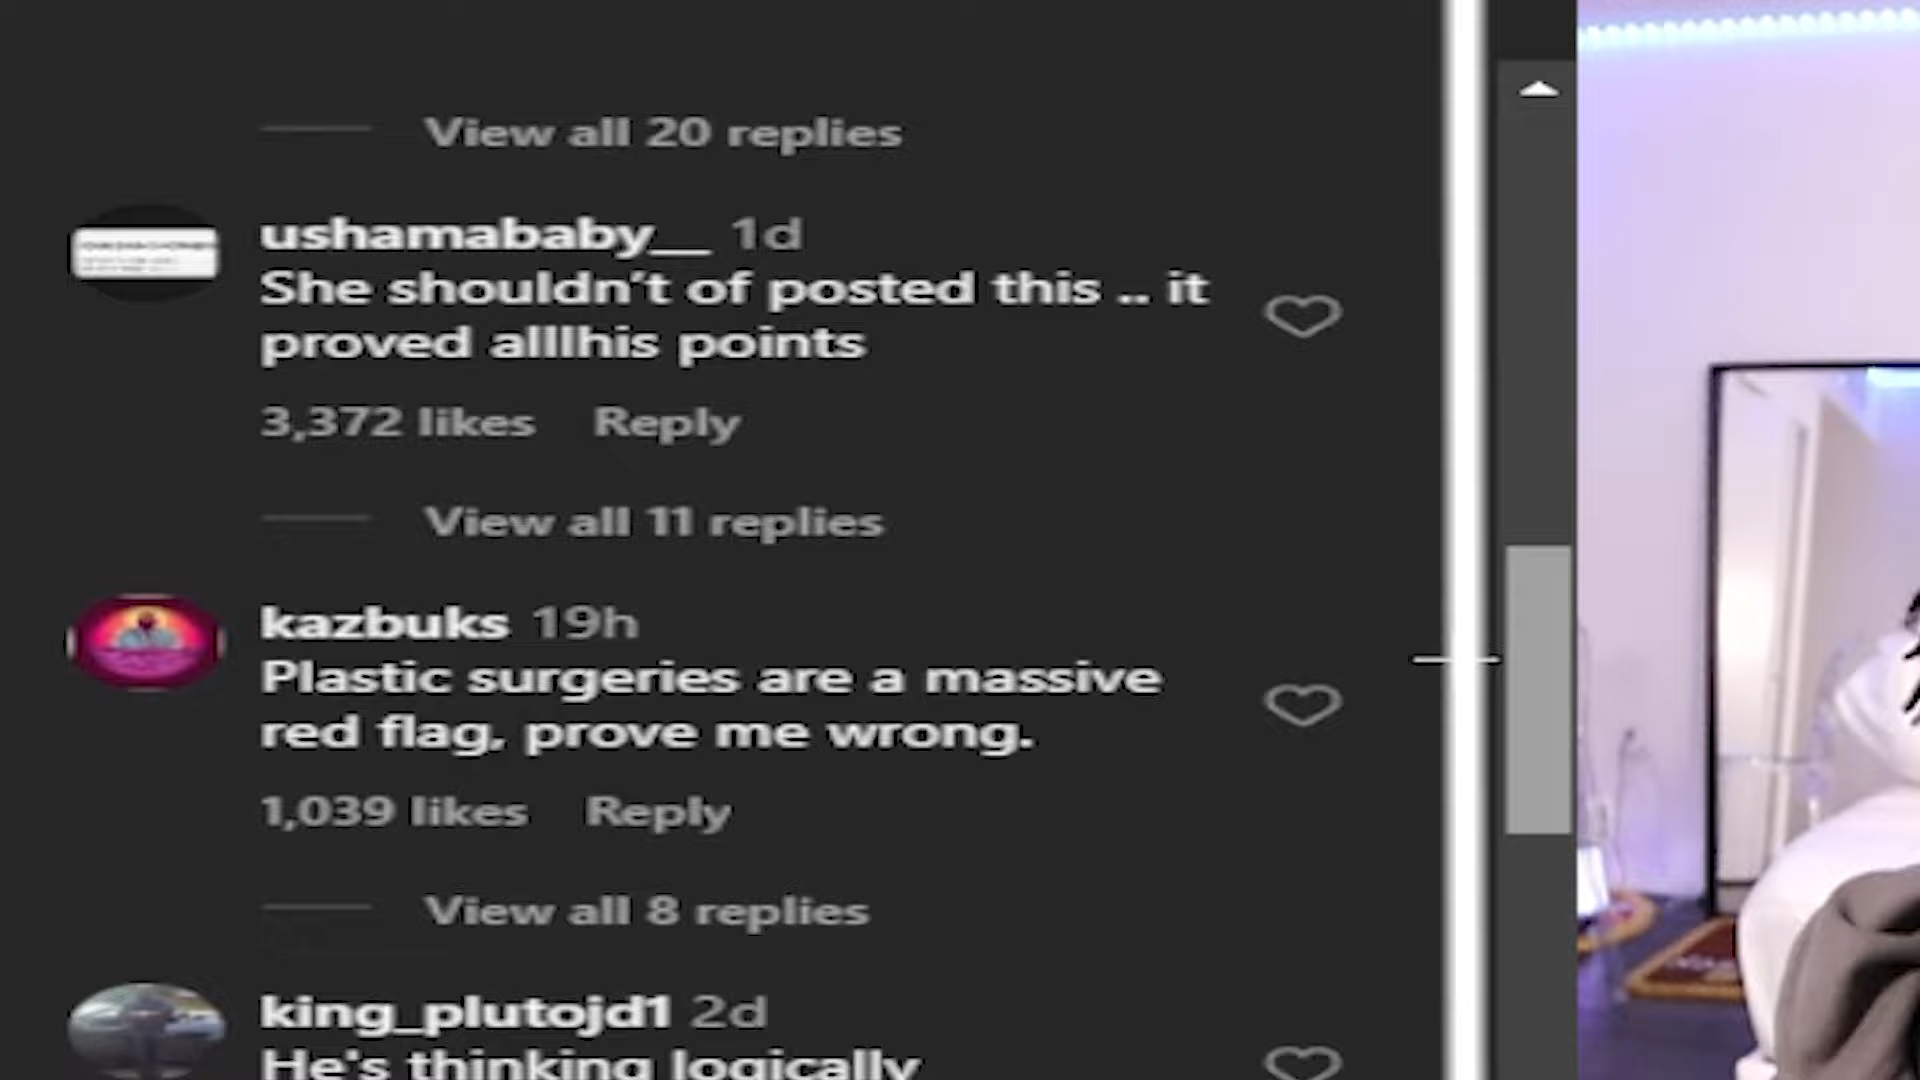 View all 20 replies
ushamababy__ 1d
She shouldn't of posted this .. it
proved alllhis points
3,372 likes Reply
View all 11 replies
kazbuks 19h
Plastic surgeries are a massive
red flag, prove me wrong.
1,039 likes Reply
View all 8 replies
king_plutojd1 2d
He's thinking logically